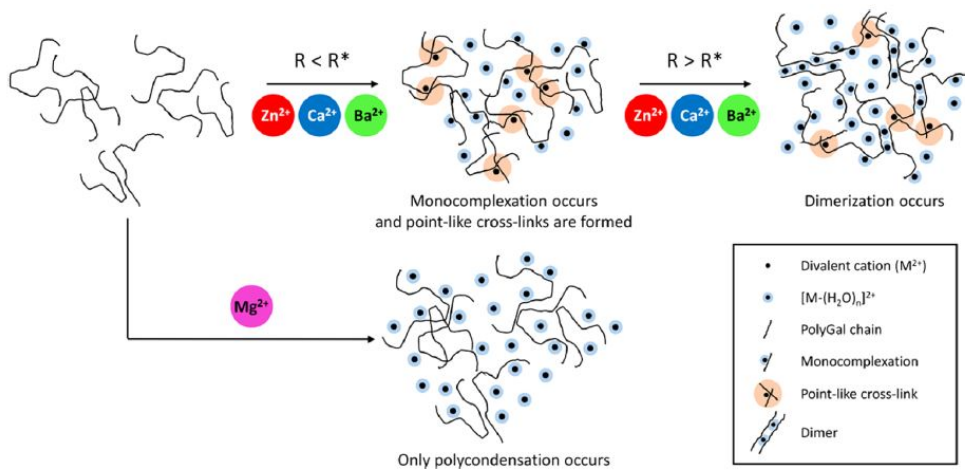 R < R*
Zn²⁺ Ca²⁺ Ba²⁺
R > R*
Zn²⁺ Ca²⁺ Ba²⁺
Monocomplexation occurs
and point-like cross-links are formed
Dimerization occurs
Mg²⁺
Only polycondensation occurs
Divalent cation (M²⁺)
[M-(H₂O)ₙ]²⁺
PolyGal chain
Monocomplexation
Point-like cross-link
Dimer